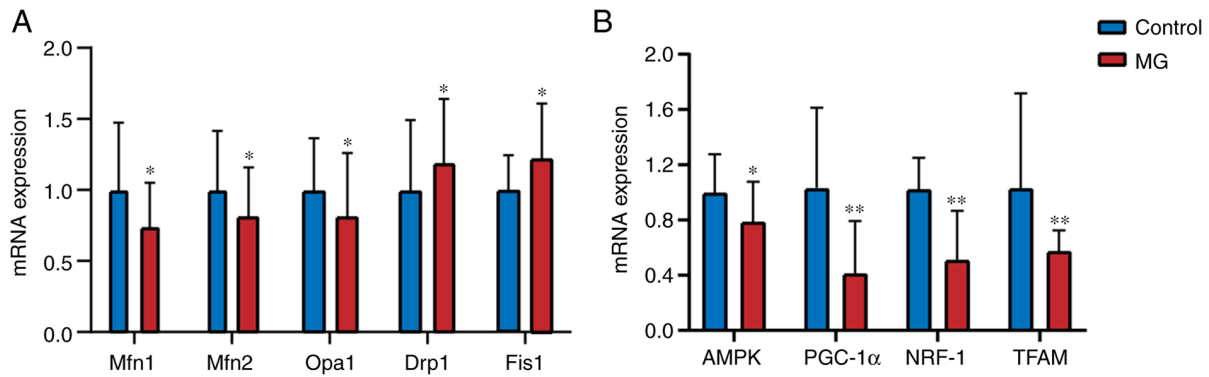 A
mRNA expression
2.0
1.5
1.0
0.5
0.0
*
*
*
*
*
Mfn1 Mfn2 Opa1 Drp1 Fis1
B
Control
MG
mRNA expression
2.0
1.6
1.2
0.8
0.4
0.0
*
**
**
**
AMPK PGC-1α NRF-1 TFAM